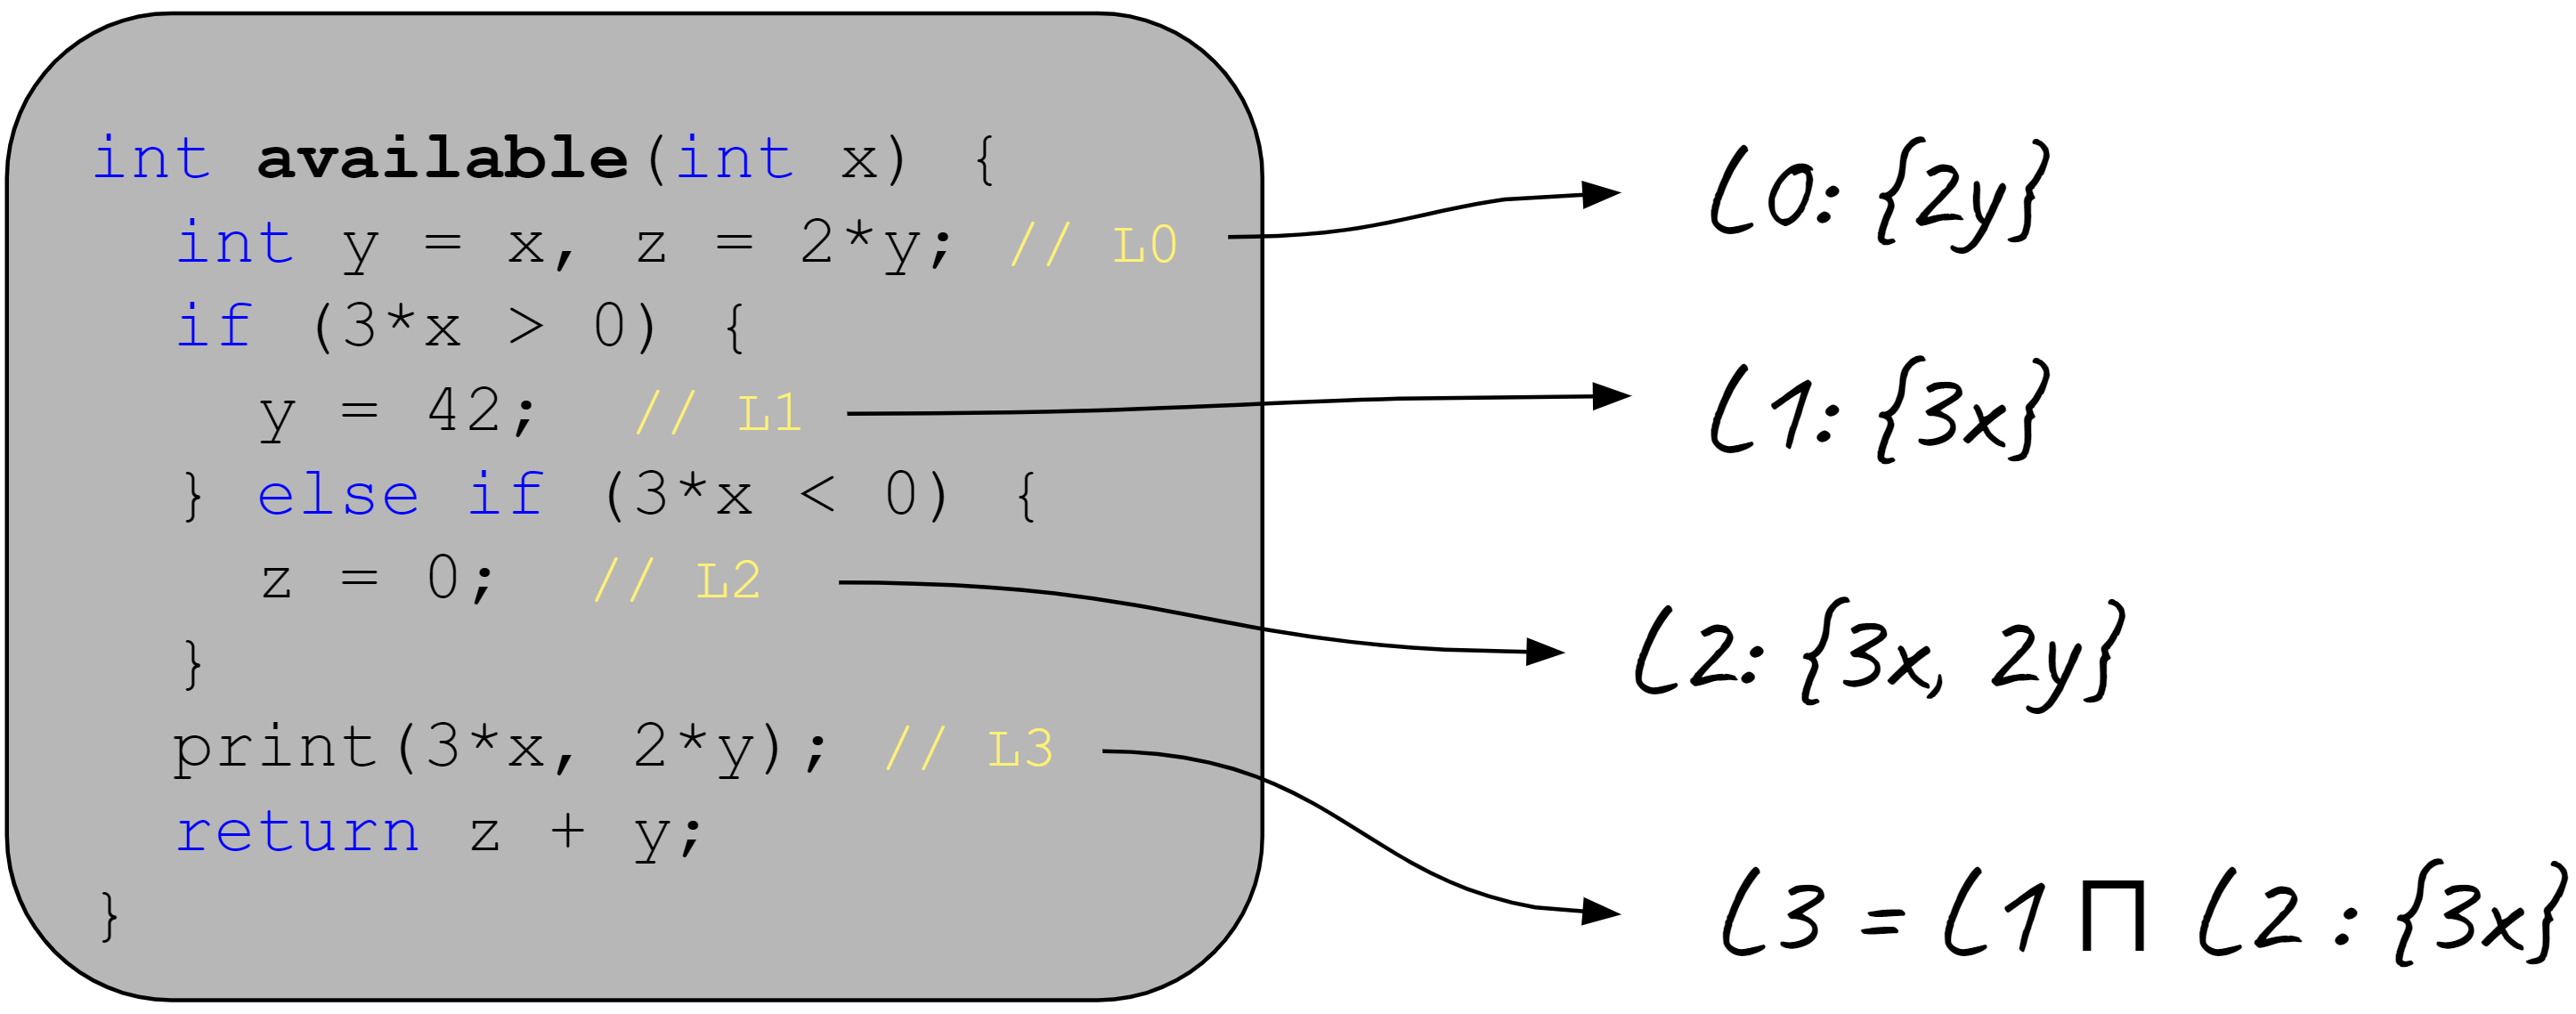 int available(int x) {
int y = x, z = 2*y; // L0
if (3*x > 0) {
y = 42; // L1
} else if (3*x < 0) {
z = 0; // L2
}
print(3*x, 2*y); // L3
return z + y;
}
L0: {2y}
L1: {3x}
L2: {3x, 2y}
L3 = L1 ⊓ L2 : {3x}